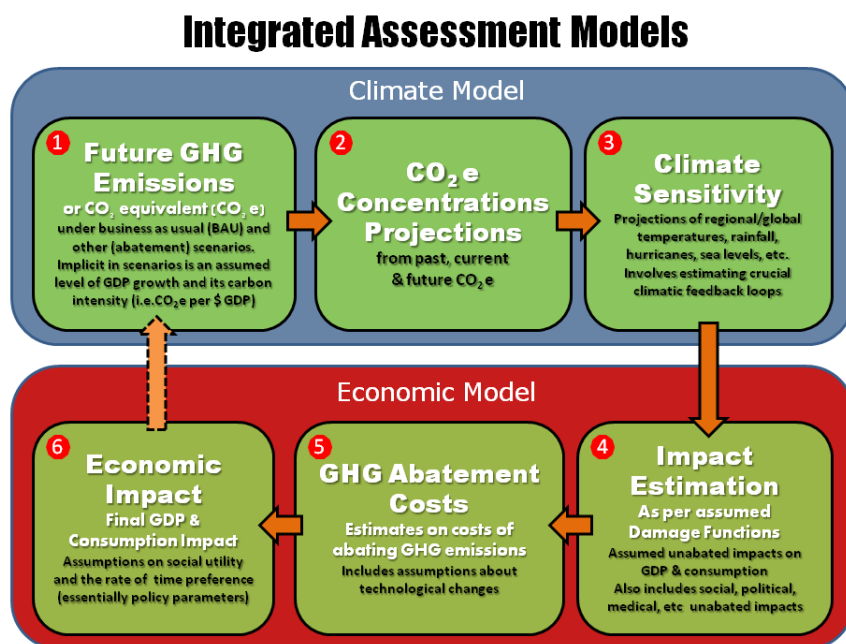 Integrated Assessment Models
Climate Model
1
Future GHG
Emissions
or CO₂ equivalent (CO₂ e)
under business as usual (BAU) and
other (abatement) scenarios.
Implicit in scenarios is an assumed
level of GDP growth and its carbon
intensity (i.e.CO₂e per $ GDP)
2
CO₂ e
Concentrations
Projections
from past, current
& future CO₂ e
3
Climate
Sensitivity
Projections of regional/global
temperatures, rainfall,
hurricanes, sea levels, etc.
Involves estimating crucial
climatic feedback loops
Economic Model
6
Economic
Impact
Final GDP &
Consumption Impact
Assumptions on social utility
and the rate of time preference
(essentially policy parameters)
5
GHG Abatement
Costs
Estimates on costs of
abating GHG emissions
Includes assumptions about
technological changes
4
Impact
Estimation
As per assumed
Damage Functions
Assumed unabated impacts on
GDP & consumption
Also includes social, political,
medical, etc unabated impacts